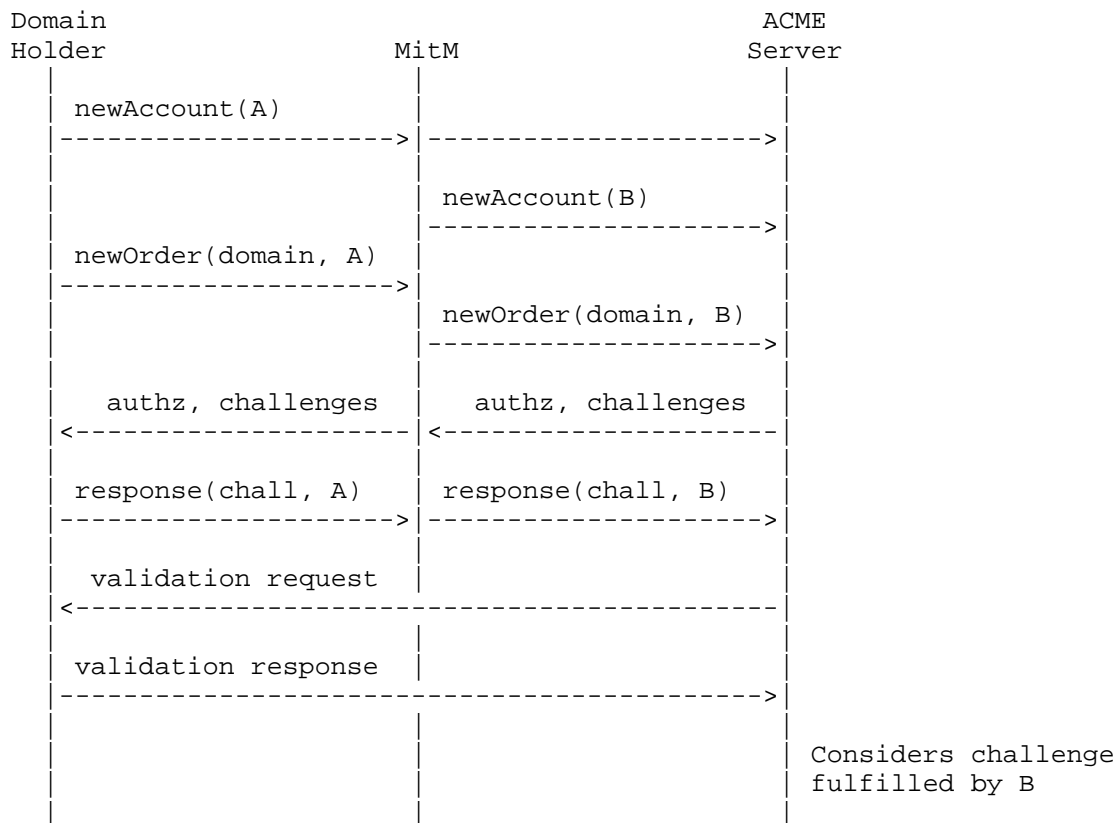 Domain ACME
Holder MitM Server
newAccount(A)
newAccount(B)
newOrder(domain, A)
newOrder(domain, B)
authz, challenges authz, challenges
response(chall, A) response(chall, B)
validation request
validation response
Considers challenge
fulfilled by B